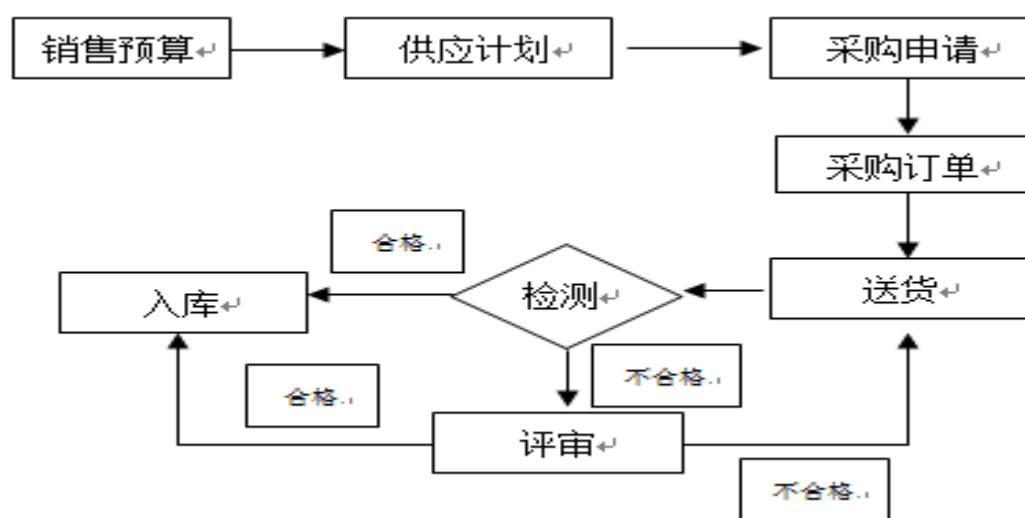 销售预算
供应计划
采购申请
采购订单
合格.
入库
检测
送货
合格.
不合格.
评审
不合格.